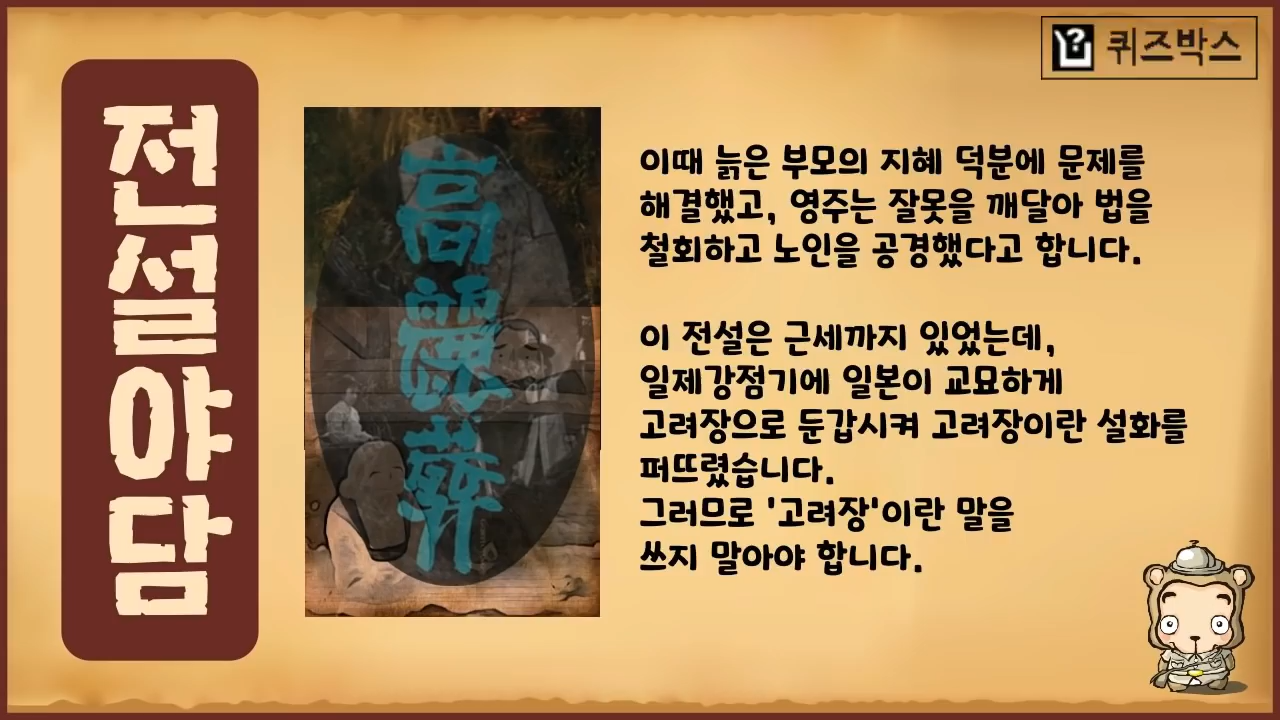 퀴즈박스
전설야담
高麗葬
이때 늙은 부모의 지혜 덕분에 문제를
해결했고, 영주는 잘못을 깨달아 법을
철회하고 노인을 공경했다고 합니다.
이 전설은 근세까지 있었는데,
일제강점기에 일본이 교묘하게
고려장으로 둔갑시켜 고려장이란 설화를
퍼뜨렸습니다.
그러므로 '고려장'이란 말을
쓰지 말아야 합니다.